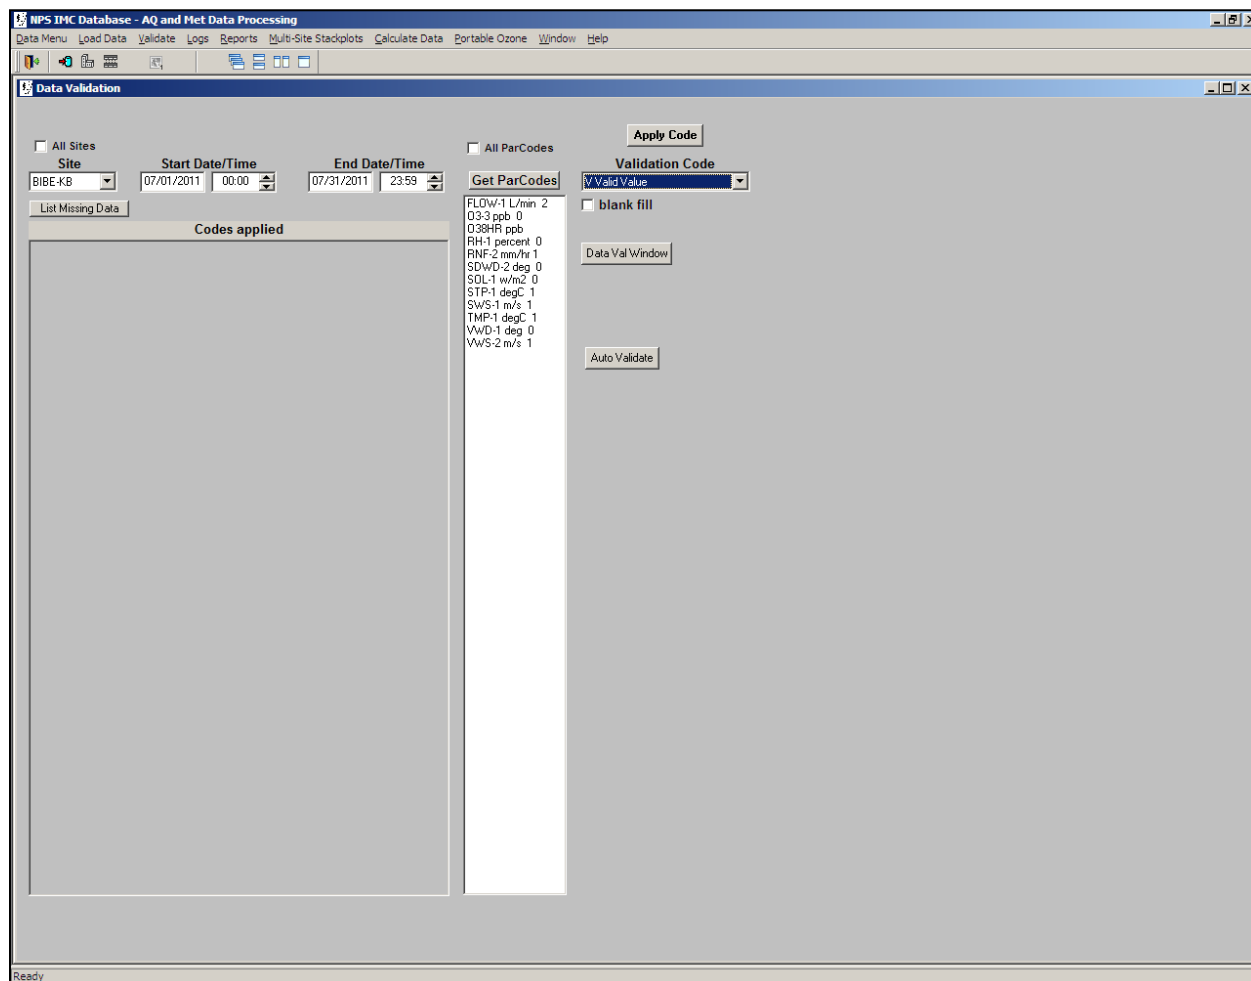 NPS IMC Database - AQ and Met Data Processing
Data Menu Load Data Validate Logs Reports Multi-Site Stackplots Calculate Data Portable Ozone Window Help
Data Validation
Apply Code
All Sites
All ParCodes
Site Start Date/Time End Date/Time
Validation Code
BIBE-KB 07/01/2011 00:00 07/31/2011 23:59
Get ParCodes
V Valid Value
List Missing Data
blank fill
Codes applied
Data Val Window
Auto Validate
FLOW-1 L/min 2
O3-3 ppb 0
O38HR ppb
RH-1 percent 0
RNF-2 mm/hr 1
SDWD-2 deg 0
SOL-1 w/m2 0
STP-1 degC 1
SWS-1 m/s 1
TMP-1 degC 1
VWD-1 deg 0
VWS-2 m/s 1
Ready